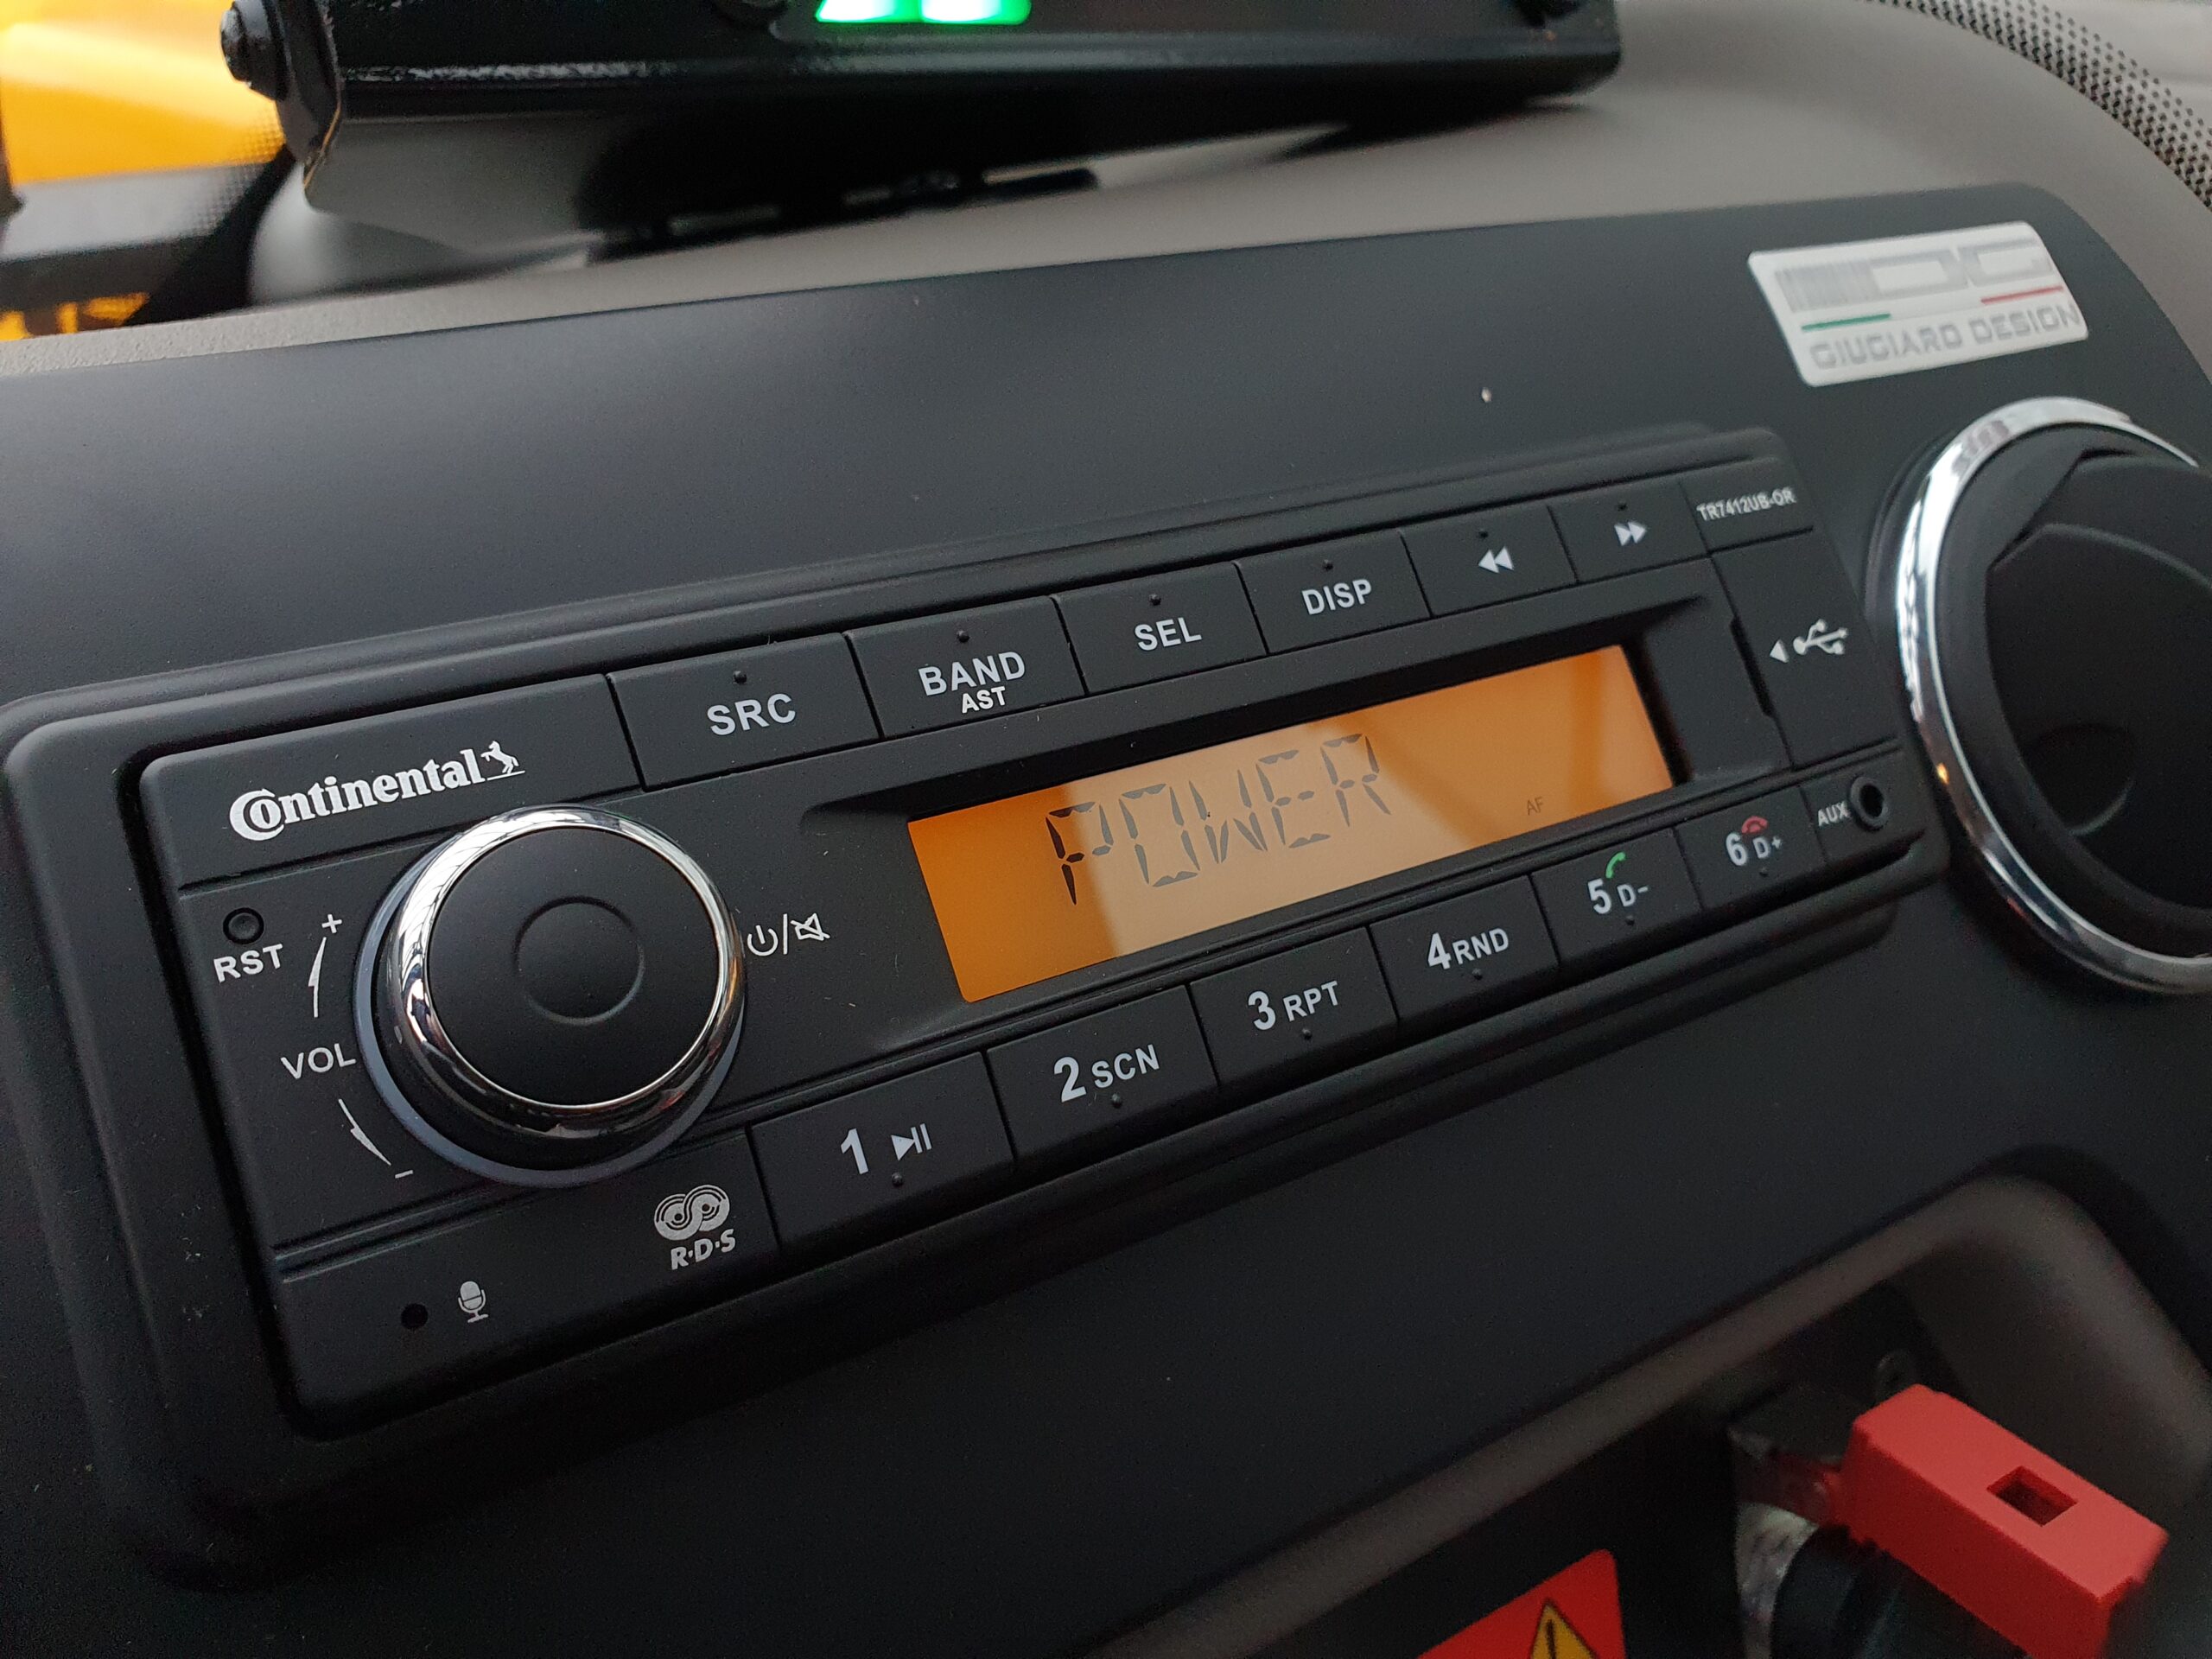 GIUGIARO DESIGN
TR7412UB-OR
Continental
SRC
BAND
AST
SEL
DISP
RST
+
VOL
-
POWER
AF
AUX
1
2 SCN
3 RPT
4 RND
5 D-
6 D+
R·D·S